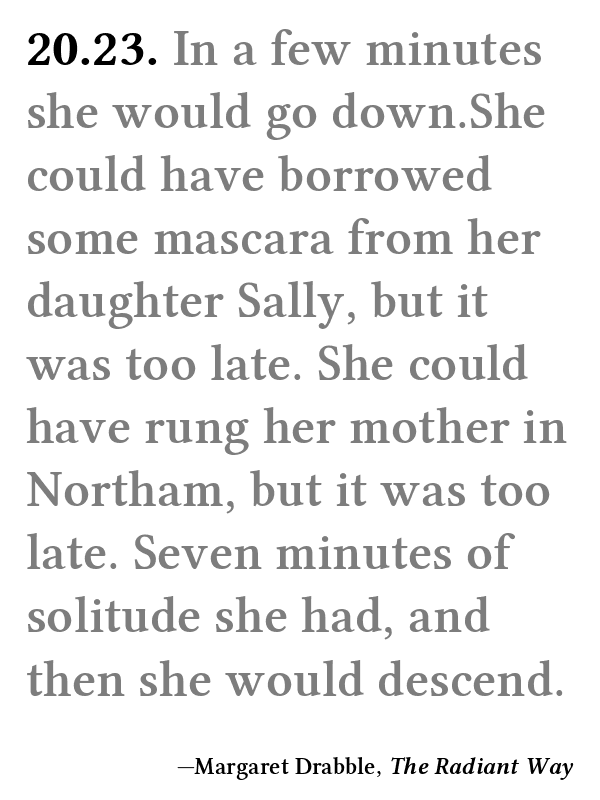 20.23. In a few minutes
she would go down.She
could have borrowed
some mascara from her
daughter Sally, but it
was too late. She could
have rung her mother in
Northam, but it was too
late. Seven minutes of
solitude she had, and
then she would descend.
—Margaret Drabble, The Radiant Way